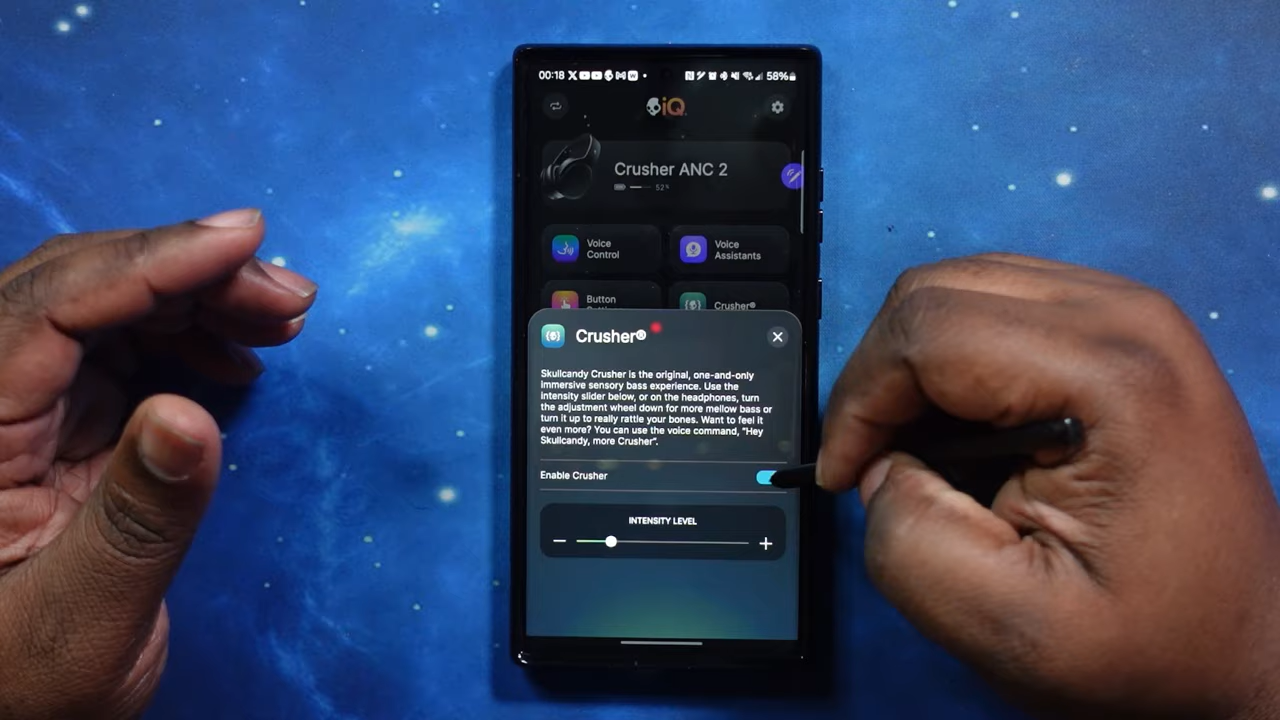 00:18
58%
iQ
Crusher ANC 2
52%
Voice
Control
Voice
Assistants
Button
Crusher®
Crusher®
Skullcandy Crusher is the original, one-and-only
immersive sensory bass experience. Use the
intensity slider below, or on the headphones, turn
the adjustment wheel down for more mellow bass or
turn it up to really rattle your bones. Want to feel it
even more? You can use the voice command, "Hey
Skullcandy, more Crusher".
Enable Crusher
INTENSITY LEVEL